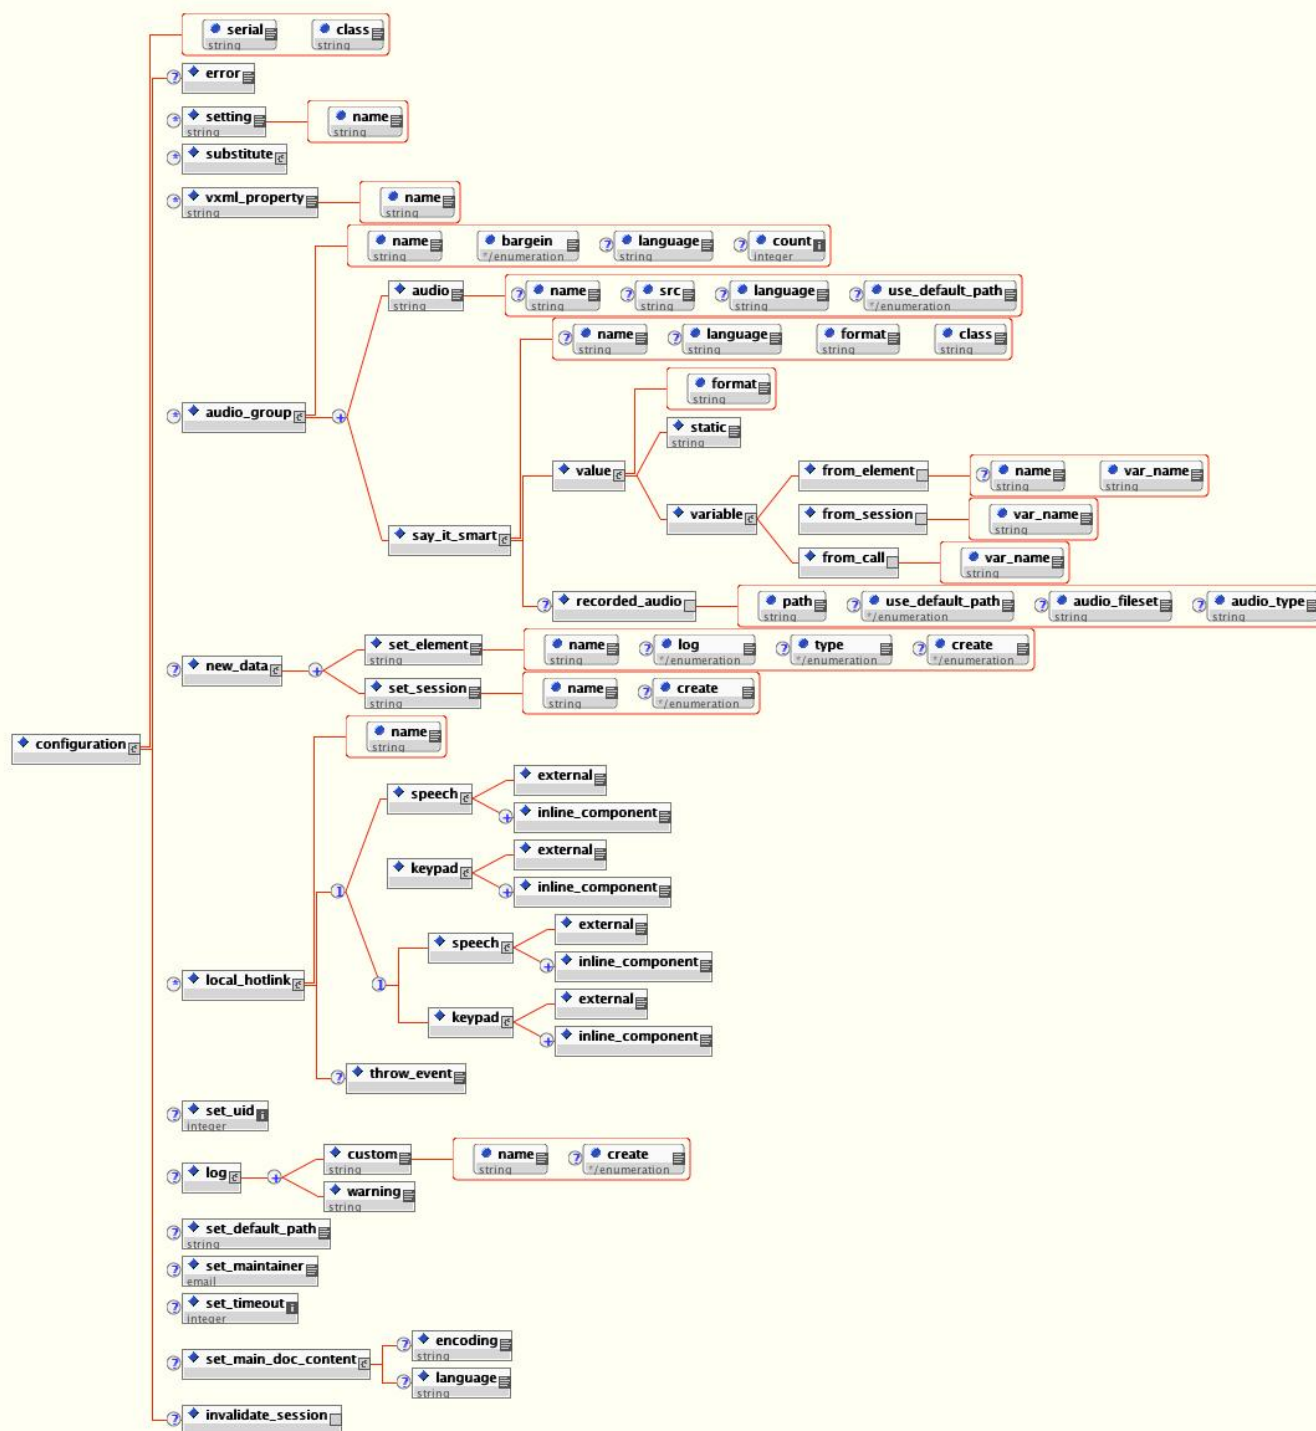 serial class
string string
error
setting name
string string
substitute
vxml_property name
string string
name bargein language count
string */enumeration string integer
audio name src language use_default_path
string string string string */enumeration
name language format class
string string string string
format
string
audio_group
static
string
value from_element name var_name
string string
variable from_session var_name
string
say_it_smart
from_call var_name
string
recorded_audio path use_default_path audio_fileset audio_type
string */enumeration string string
set_element name log type create
string string */enumeration */enumeration */enumeration
new_data
set_session name create
string string */enumeration
name
string
configuration
external
speech
inline_component
external
keypad
inline_component
external
speech
inline_component
local_hotlink
external
keypad
inline_component
throw_event
set_uid
integer
custom name create
string string */enumeration
log
warning
string
set_default_path
string
set_maintainer
email
set_timeout
integer
encoding
string
set_main_doc_content
language
string
invalidate_session